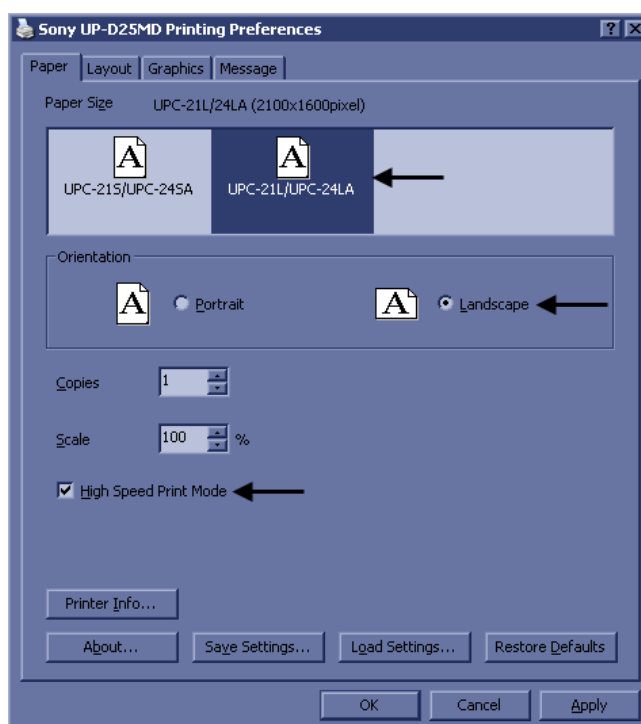 Sony UP-D25MD Printing Preferences
Paper Layout Graphics Message
Paper Size UPC-21L/24LA (2100x1600pixel)
A A
UPC-21S/UPC-24SA UPC-21L/UPC-24LA
Orientation
A Portrait A Landscape
Copies 1
Scale 100 %
High Speed Print Mode
Printer Info...
About... Save Settings... Load Settings... Restore Defaults
OK Cancel Apply